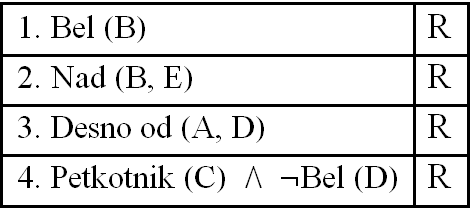 1. Bel (B) R
2. Nad (B, E) R
3. Desno od (A, D) R
4. Petkotnik (C) /\ ¬Bel (D) R